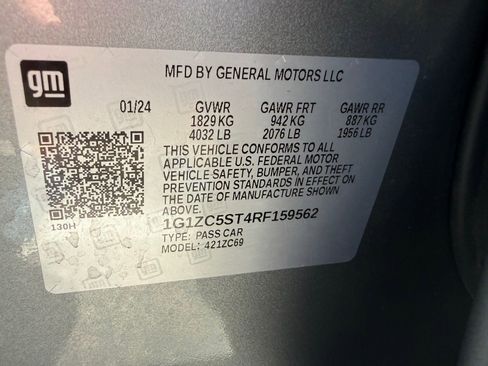 gm
MFD BY GENERAL MOTORS LLC
01/24 GVWR GAWR FRT GAWR RR
1829 KG 942 KG 887 KG
4032 LB 2076 LB 1956 LB
THIS VEHICLE CONFORMS TO ALL
APPLICABLE U.S. FEDERAL MOTOR
VEHICLE SAFETY, BUMPER, AND THEFT
PREVENTION STANDARDS IN EFFECT ON
THE DATE OF MANUFACTURE SHOWN
ABOVE.
130H
1G1ZC5ST4RF159562
TYPE: PASS CAR
MODEL: 421ZC69